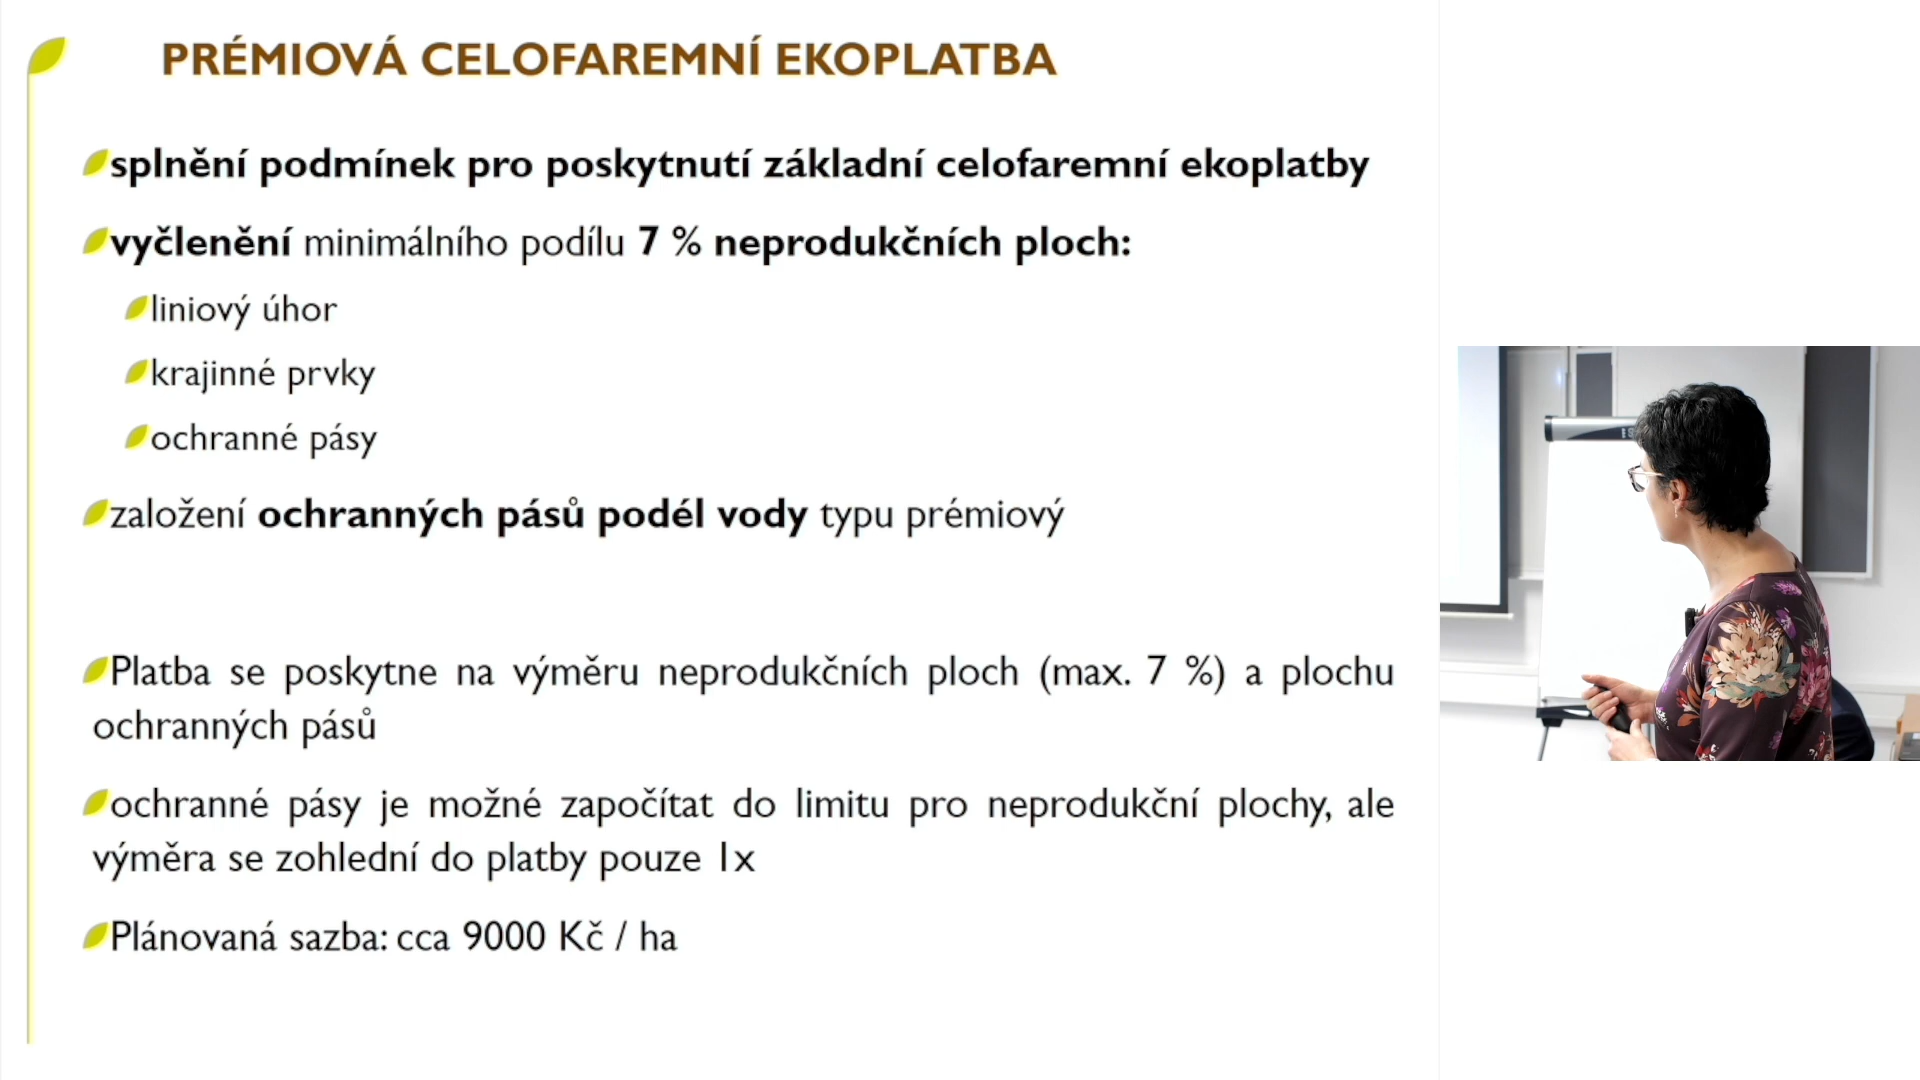 PRÉMIOVÁ CELOFAREMNÍ EKOPLATBA
splnění podmínek pro poskytnutí základní celofaremní ekoplatby
vyčlenění minimálního podílu 7 % neprodukčních ploch:
liniový úhor
krajinné prvky
ochranné pásy
založení ochranných pásů podél vody typu prémiový
Platba se poskytne na výměru neprodukčních ploch (max. 7 %) a plochu
ochranných pásů
ochranné pásy je možné započítat do limitu pro neprodukční plochy, ale
výměra se zohlední do platby pouze 1x
Plánovaná sazba: cca 9000 Kč / ha